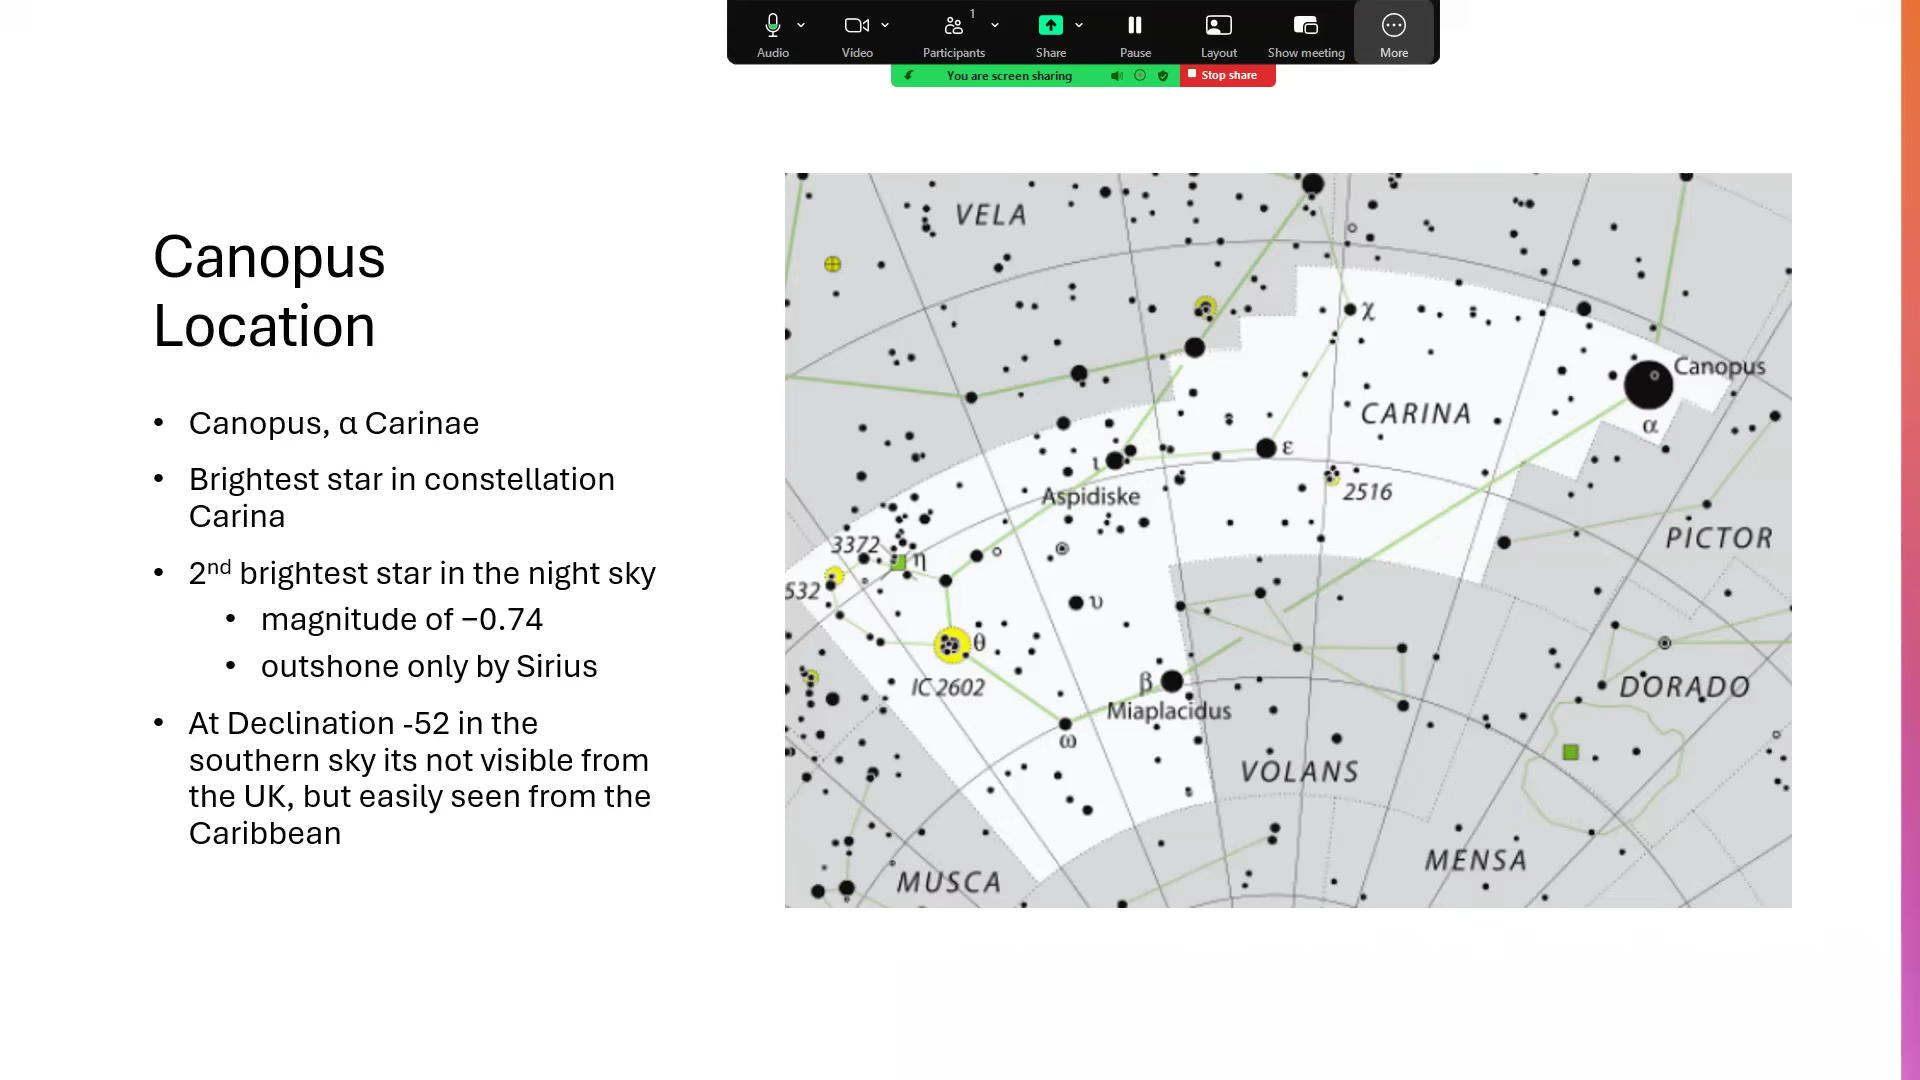 1
Audio
Video
Participants
Share
Pause
Layout
Show meeting
More
You are screen sharing
Stop share
Canopus
Location
• Canopus, α Carinae
• Brightest star in constellation
Carina
• 2nd brightest star in the night sky
• magnitude of −0.74
• outshone only by Sirius
• At Declination -52 in the
southern sky its not visible from
the UK, but easily seen from the
Caribbean
VELA
χ
Canopus
α
CARINA
ε
ι
Aspidiske
2516
PICTOR
3372
η
532
υ
θ
IC 2602
β
Miaplacidus
ω
DORADO
VOLANS
MENSA
MUSCA